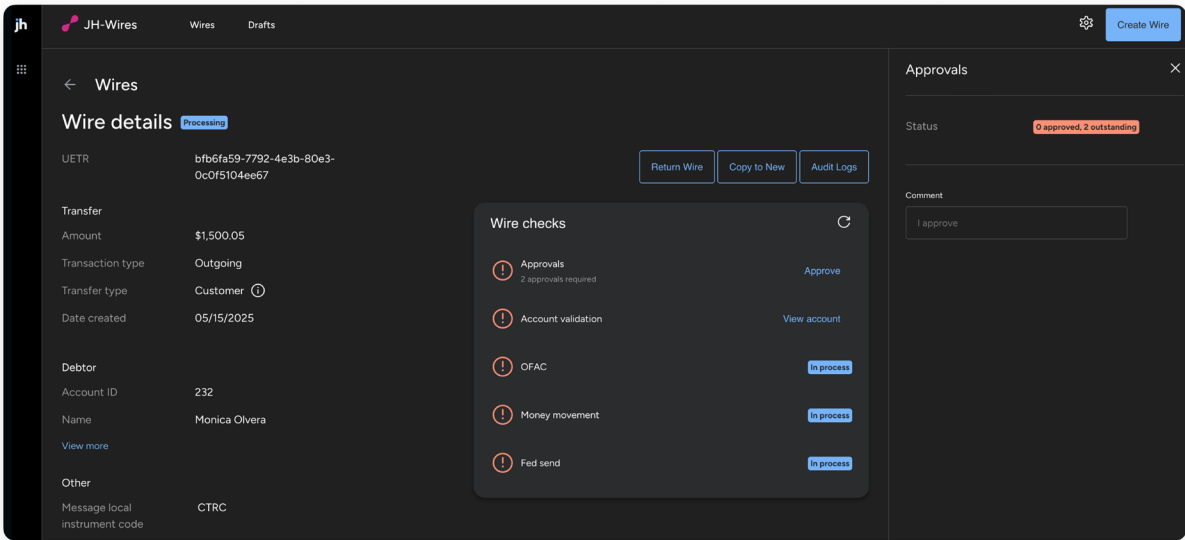 jh
JH-Wires
Wires
Drafts
Create Wire
Wires
Wire details
Processing
UETR
bfb6fa59-7792-4e3b-80e3-
0c0f5104ee67
Return Wire
Copy to New
Audit Logs
Transfer
Amount
$1,500.05
Transaction type
Outgoing
Transfer type
Customer
Date created
05/15/2025
Debtor
Account ID
232
Name
Monica Olvera
View more
Other
Message local
instrument code
CTRC
Wire checks
Approvals
2 approvals required
Approve
Account validation
View account
OFAC
In process
Money movement
In process
Fed send
In process
Approvals
Status
0 approved, 2 outstanding
Comment
I approve